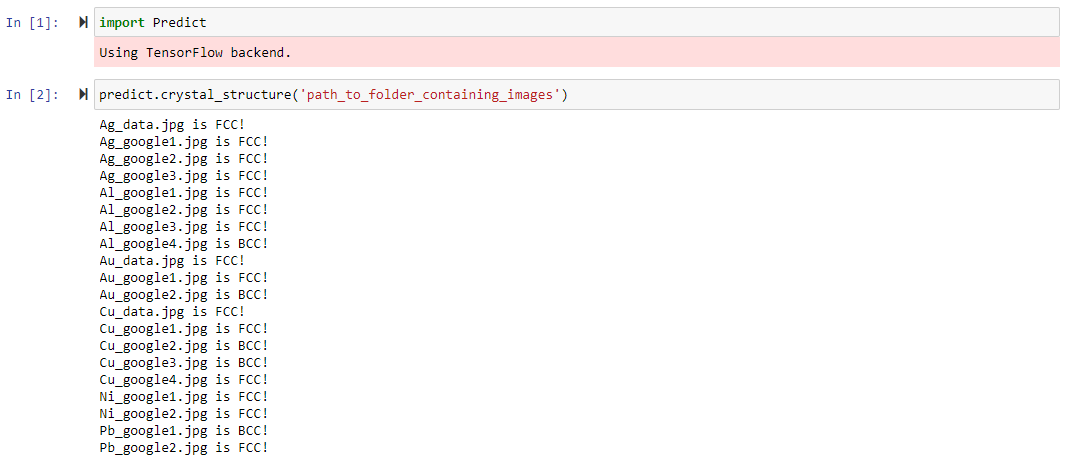 In [1]: import Predict
Using TensorFlow backend.
In [2]: predict.crystal_structure('path_to_folder_containing_images')
Ag_data.jpg is FCC!
Ag_google1.jpg is FCC!
Ag_google2.jpg is FCC!
Ag_google3.jpg is FCC!
Al_google1.jpg is FCC!
Al_google2.jpg is FCC!
Al_google3.jpg is FCC!
Al_google4.jpg is BCC!
Au_data.jpg is FCC!
Au_google1.jpg is FCC!
Au_google2.jpg is BCC!
Cu_data.jpg is FCC!
Cu_google1.jpg is FCC!
Cu_google2.jpg is BCC!
Cu_google3.jpg is BCC!
Cu_google4.jpg is FCC!
Ni_google1.jpg is FCC!
Ni_google2.jpg is FCC!
Pb_google1.jpg is BCC!
Pb_google2.jpg is FCC!